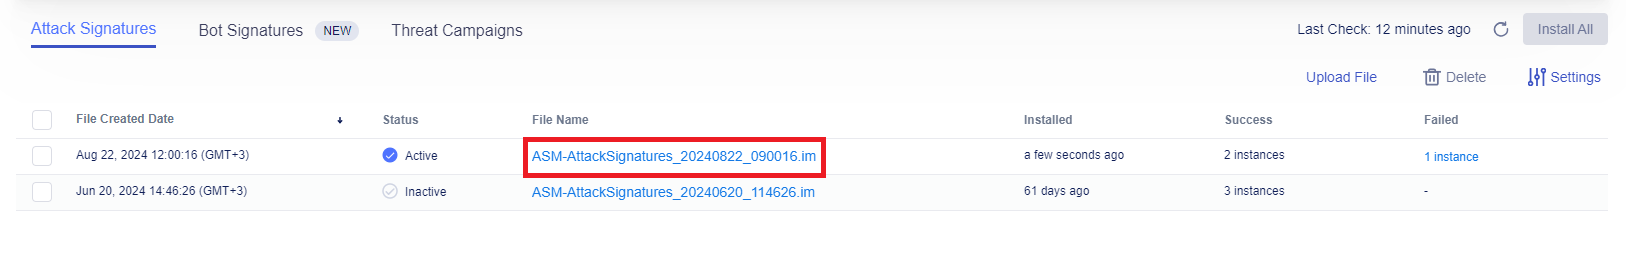 Attack Signatures Bot Signatures NEW Threat Campaigns Last Check: 12 minutes ago Install All
Upload File Delete Settings
File Created Date Status File Name Installed Success Failed
Aug 22, 2024 12:00:16 (GMT+3) Active ASM-AttackSignatures_20240822_090016.im a few seconds ago 2 instances 1 instance
Jun 20, 2024 14:46:26 (GMT+3) Inactive ASM-AttackSignatures_20240620_114626.im 61 days ago 3 instances -